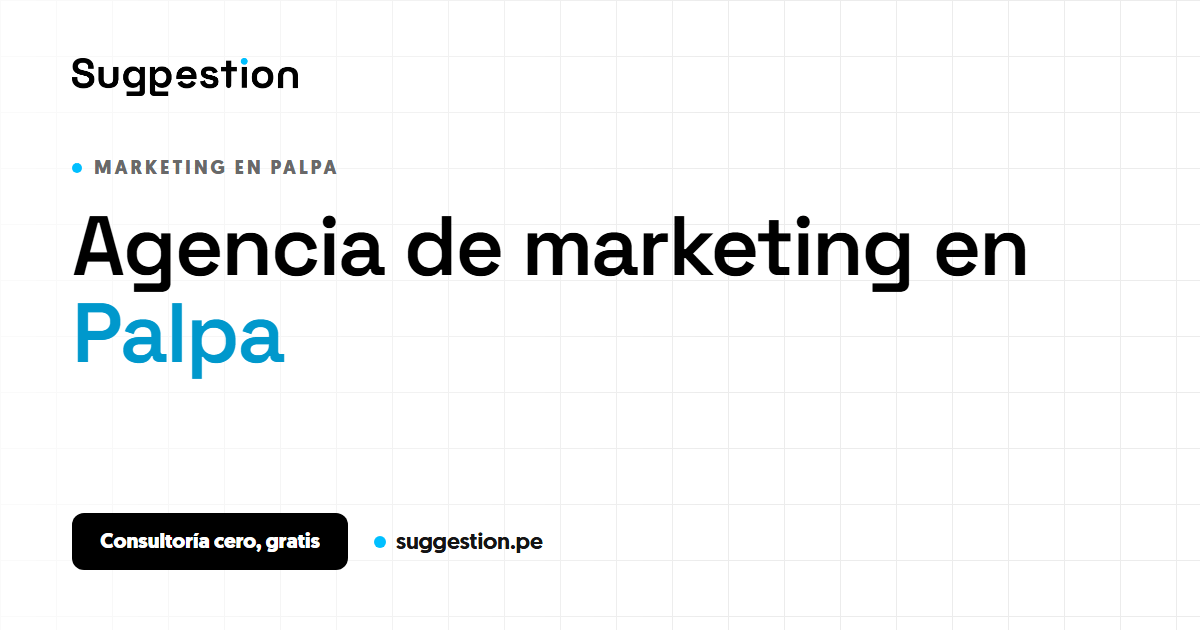 Suggestion
MARKETING EN PALPA
Agencia de marketing en
Palpa
Consultoría cero, gratis
suggestion.pe